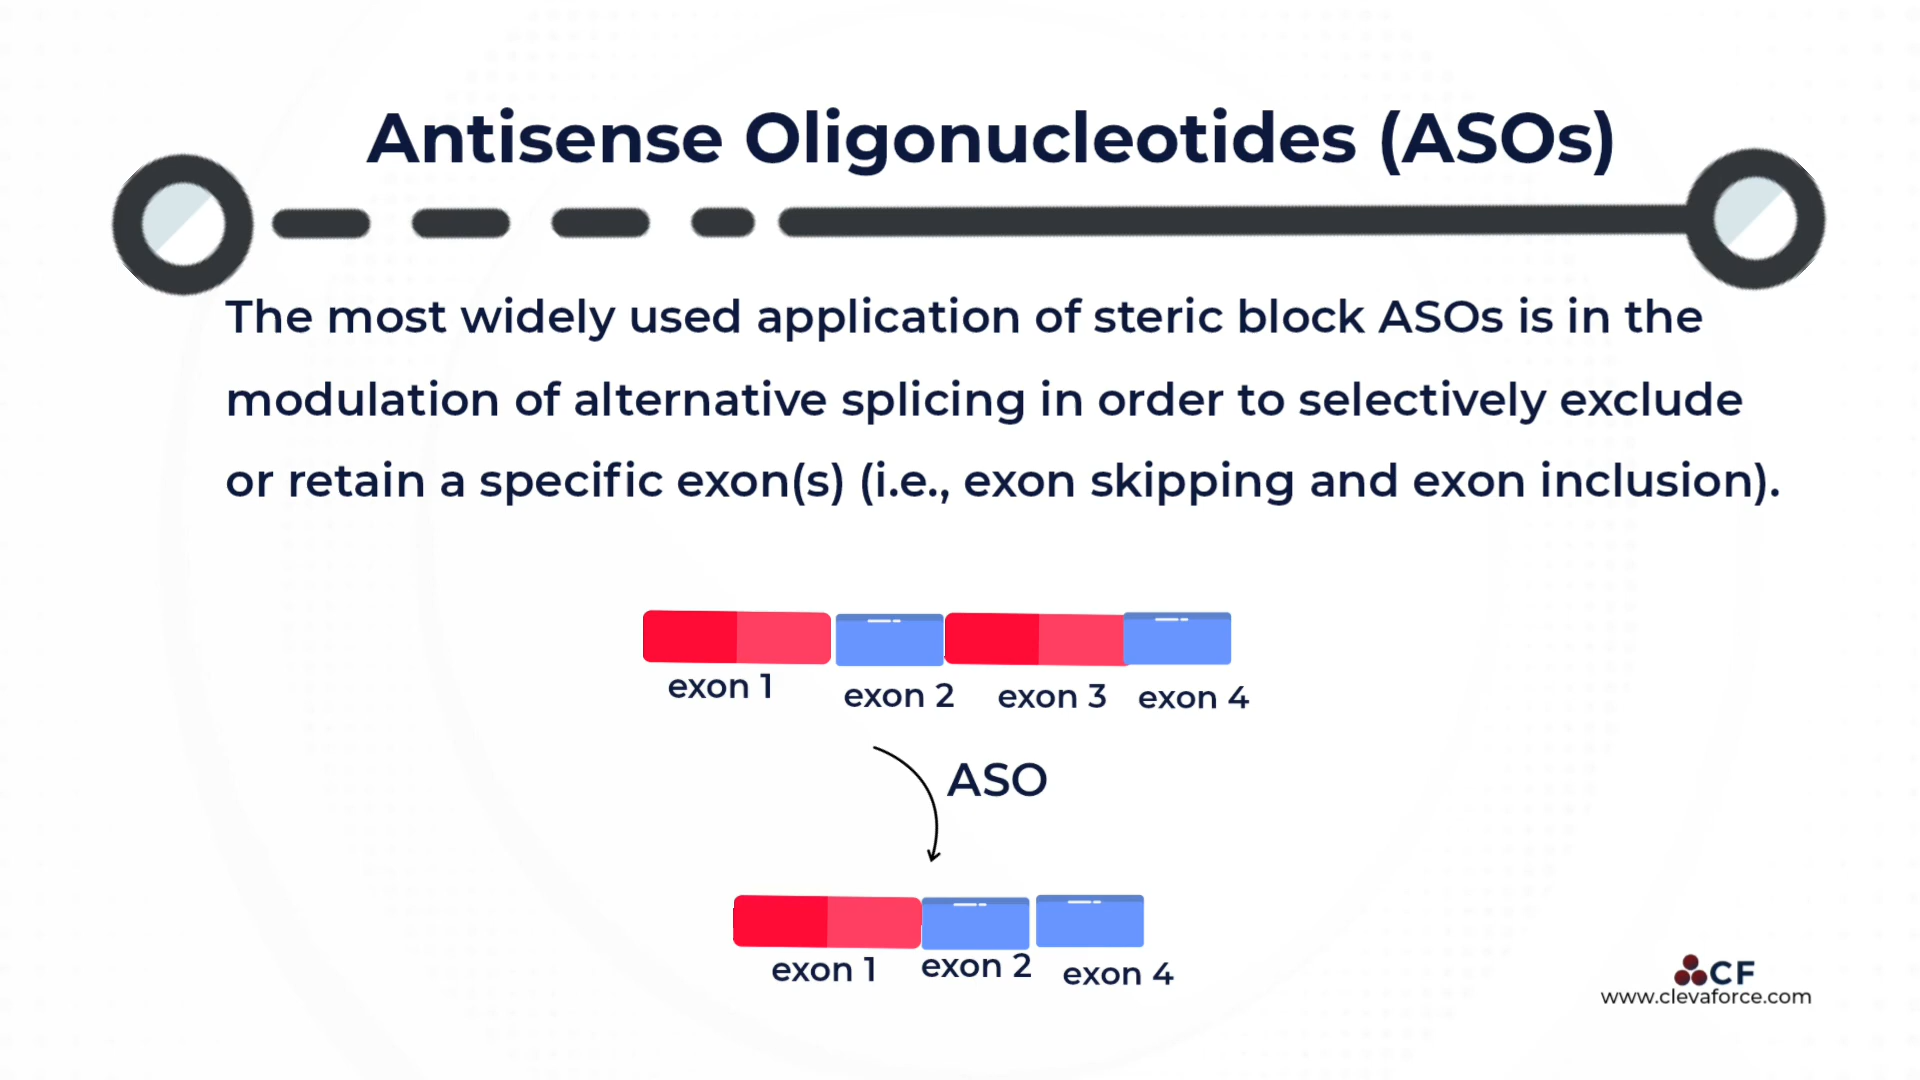 Antisense Oligonucleotides (ASOs)
The most widely used application of steric block ASOs is in the
modulation of alternative splicing in order to selectively exclude
or retain a specific exon(s) (i.e., exon skipping and exon inclusion).
exon 1
exon 2
exon 3
exon 4
ASO
exon 1
exon 2
exon 4
CF
www.clevaforce.com